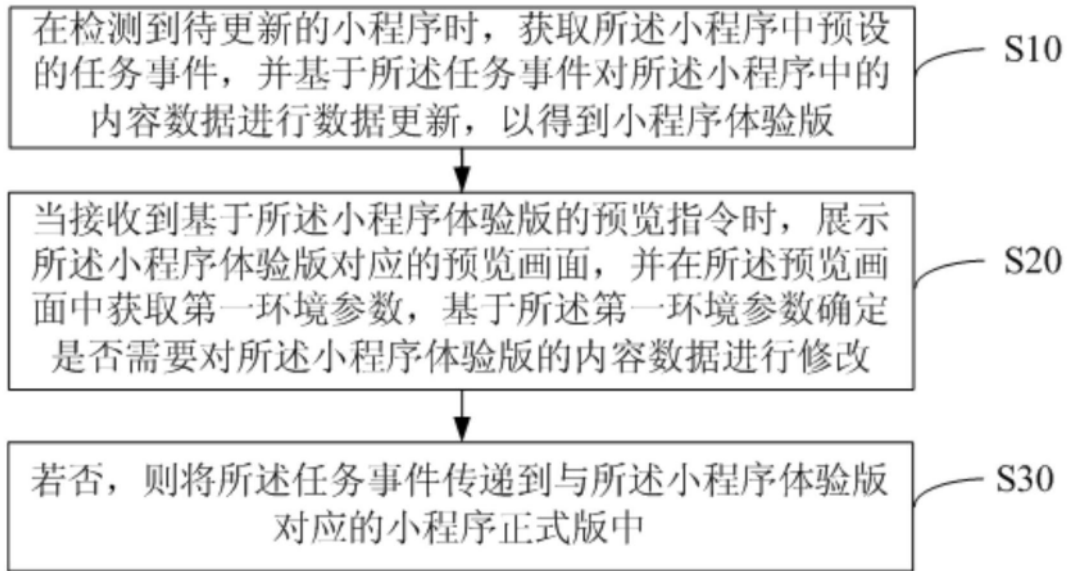 在检测到待更新的小程序时，获取所述小程序中预设
的任务事件，并基于所述任务事件对所述小程序中的
内容数据进行数据更新，以得到小程序体验版
S10
当接收到基于所述小程序体验版的预览指令时，展示
所述小程序体验版对应的预览画面，并在所述预览画
面中获取第一环境参数，基于所述第一环境参数确定
是否需要对所述小程序体验版的内容数据进行修改
S20
若否，则将所述任务事件传递到与所述小程序体验版
对应的小程序正式版中
S30